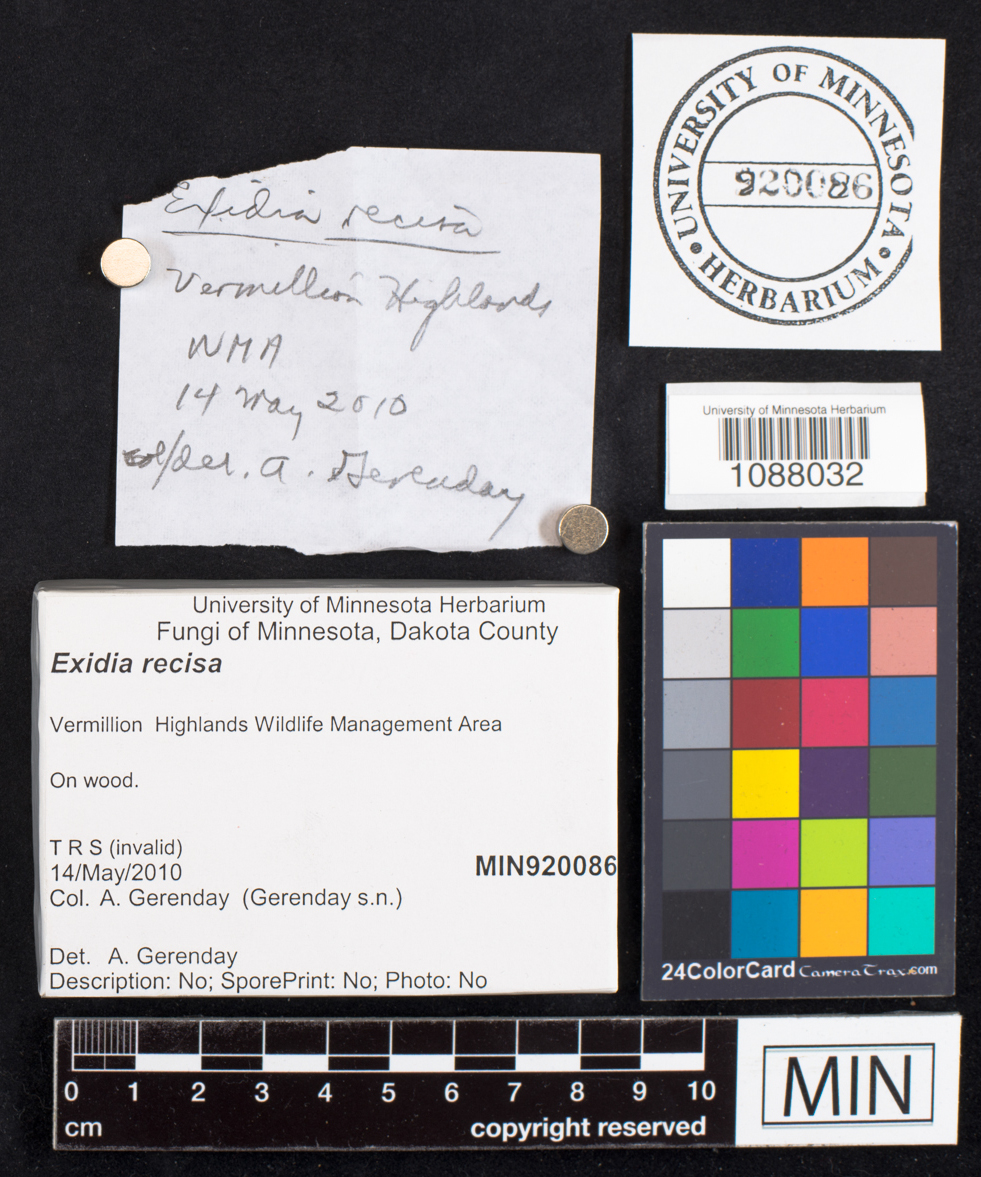 Exidia recisa
Vermillion Highlands
WMA
14 May 2010
col/det. A. Gerenday
UNIVERSITY OF MINNESOTA
920086
• HERBARIUM •
University of Minnesota Herbarium
1088032
University of Minnesota Herbarium
Fungi of Minnesota, Dakota County
Exidia recisa
Vermillion Highlands Wildlife Management Area
On wood.
T R S (invalid)
14/May/2010
MIN920086
Col. A. Gerenday (Gerenday s.n.)
Det. A. Gerenday
Description: No; SporePrint: No; Photo: No
24ColorCard CameraTrax.com
0 1 2 3 4 5 6 7 8 9 10
cm copyright reserved
MIN